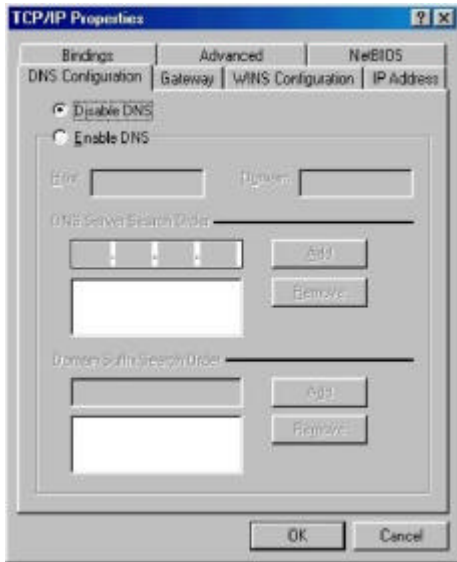 TCP/IP Properties
Bindings Advanced NetBIOS
DNS Configuration Gateway WINS Configuration IP Address
Disable DNS
Enable DNS
Host: Domain:
DNS Server Search Order
Add
Remove
Domain Suffix Search Order
Add
Remove
OK Cancel